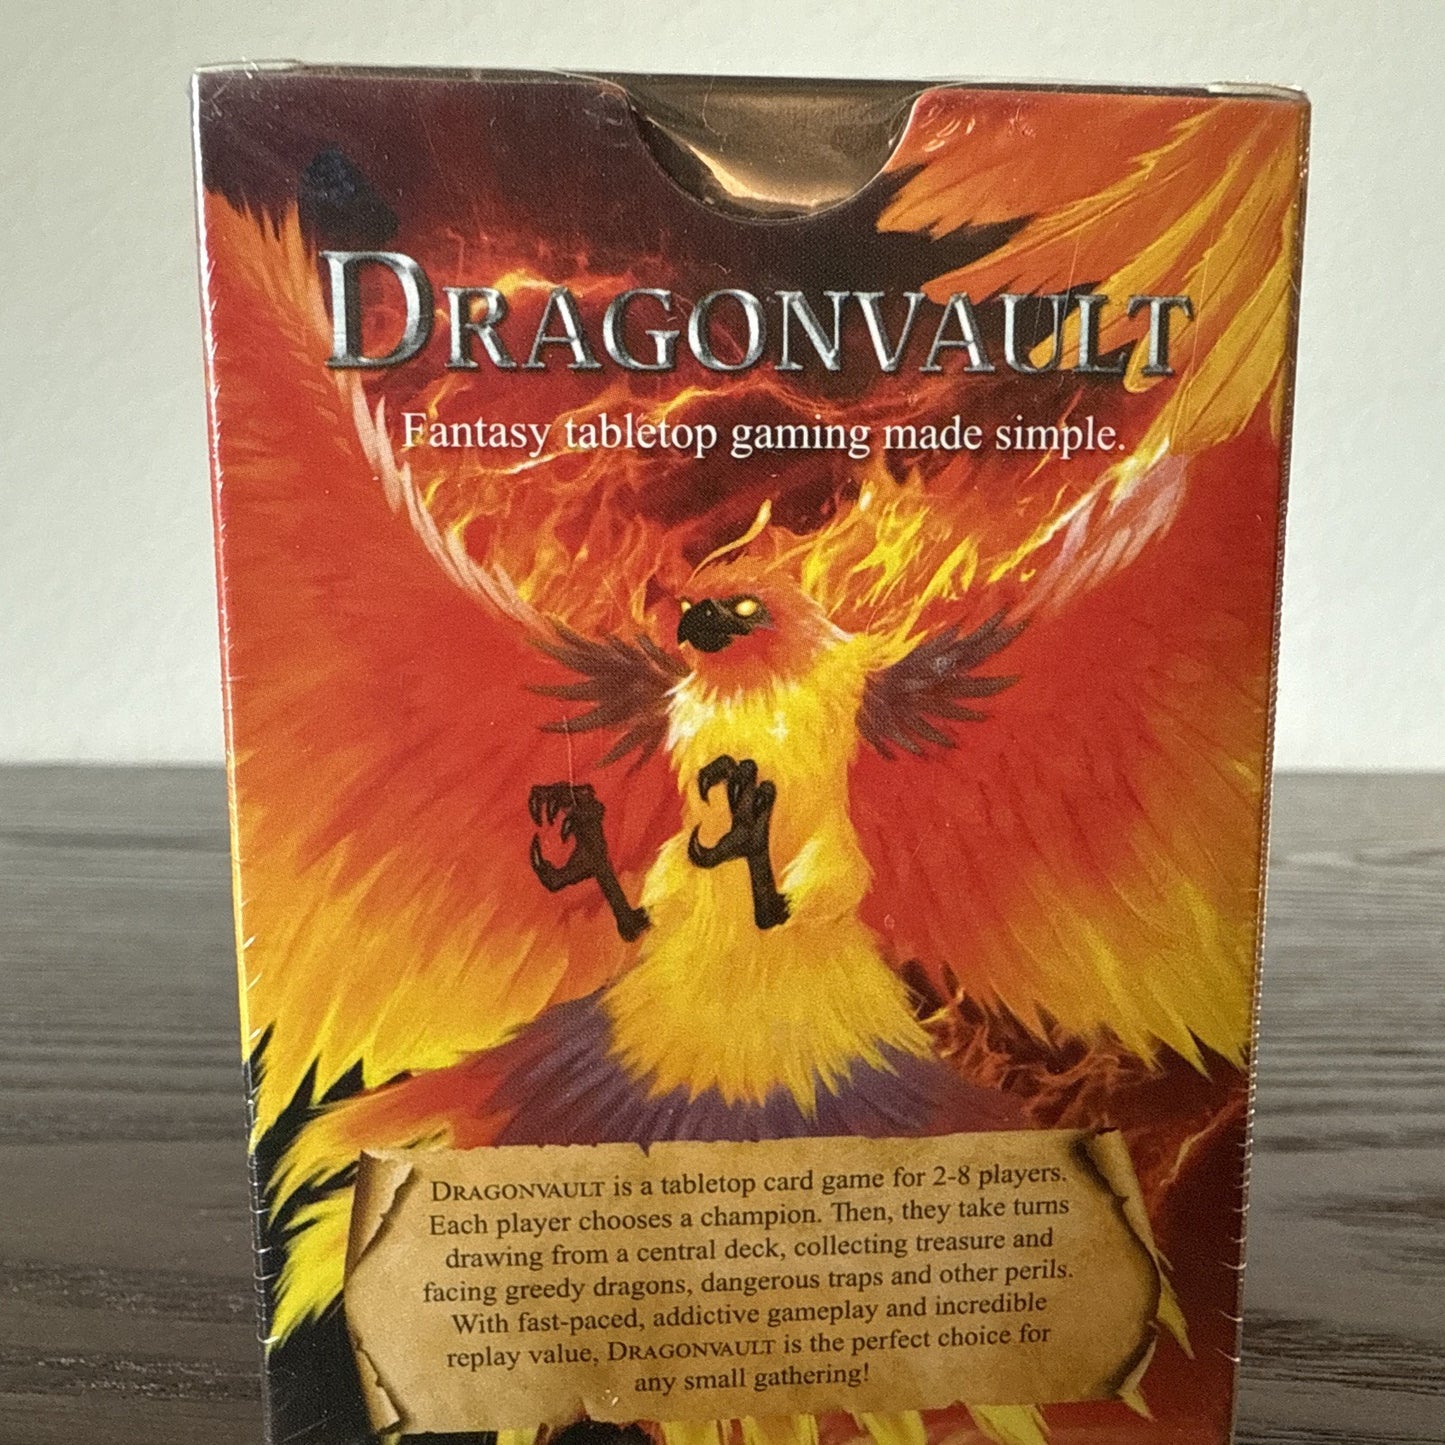 DRAGONVAULT
Fantasy tabletop gaming made simple.
DRAGONVAULT is a tabletop card game for 2-8 players.
Each player chooses a champion. Then, they take turns
drawing from a central deck, collecting treasure and
facing greedy dragons, dangerous traps and other perils.
With fast-paced, addictive gameplay and incredible
replay value, DRAGONVAULT is the perfect choice for
any small gathering!